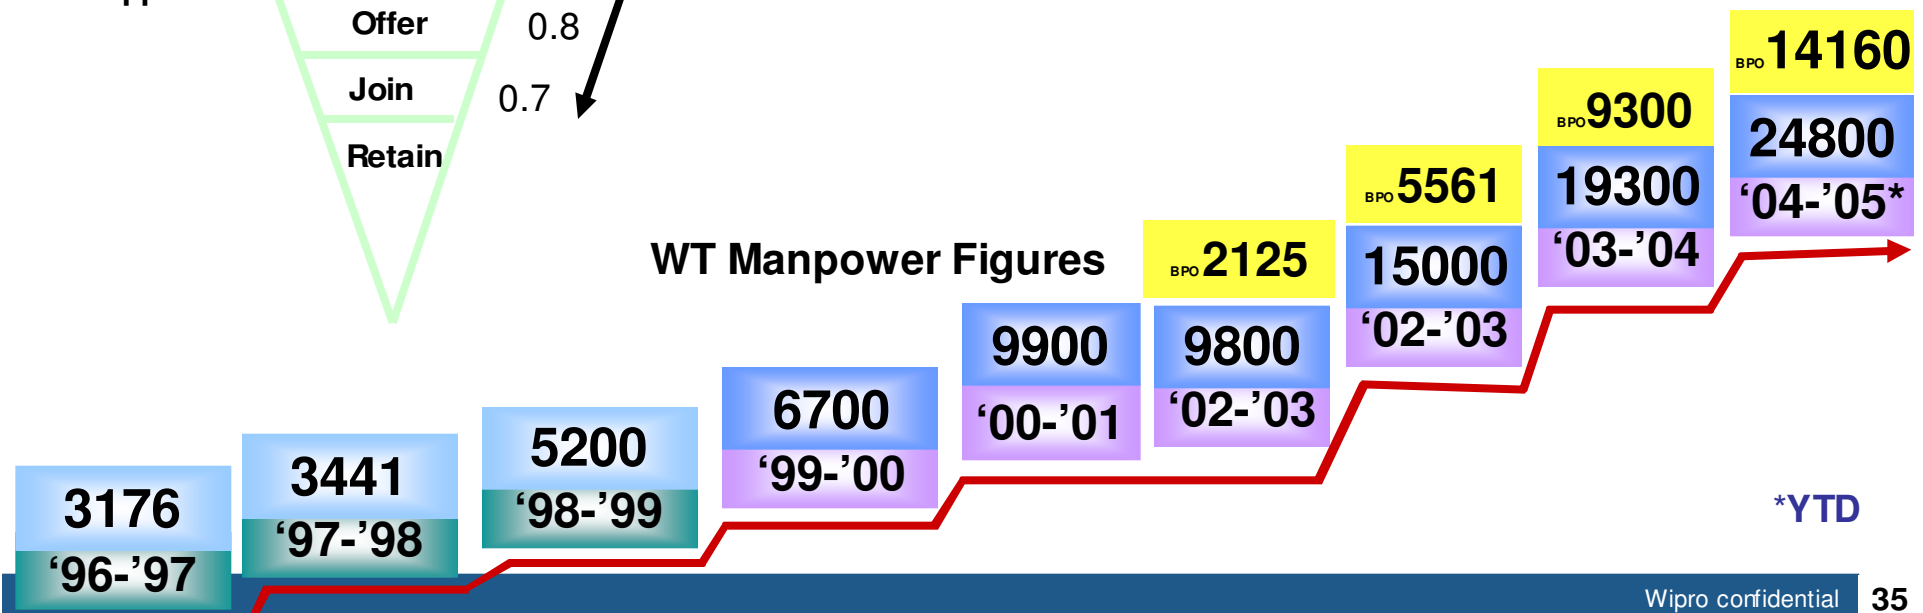 Offer 0.8
Join 0.7
Retain
WT Manpower Figures
3176
‘96-’97
3441
‘97-’98
5200
‘98-’99
6700
‘99-’00
9900
‘00-’01
BPO 2125
9800
‘02-’03
BPO 5561
15000
‘02-’03
BPO 9300
19300
‘03-’04
BPO 14160
24800
‘04-’05*
*YTD
Wipro confidential 35